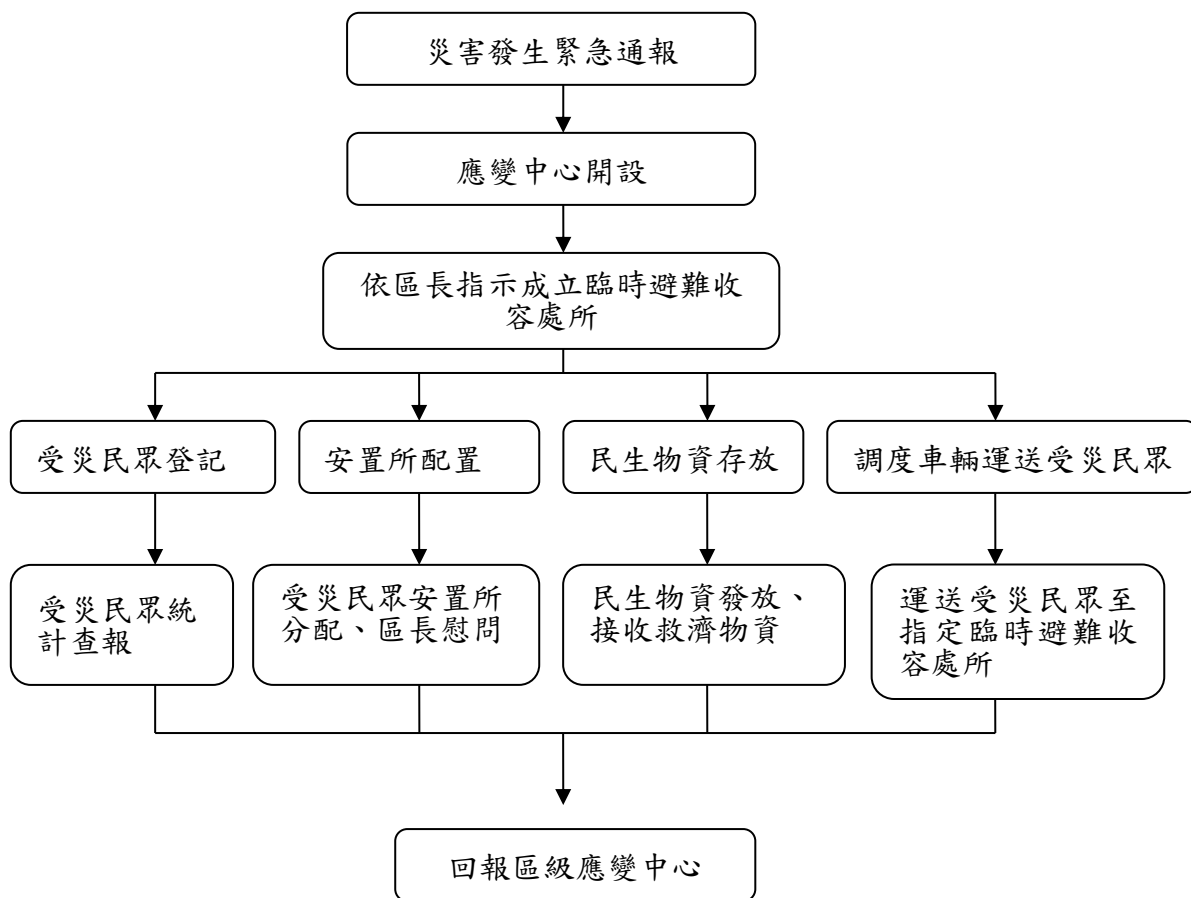 災害發生緊急通報
應變中心開設
依區長指示成立臨時避難收
容處所
受災民眾登記
安置所配置
民生物資存放
調度車輛運送受災民眾
受災民眾統
計查報
受災民眾安置所
分配、區長慰問
民生物資發放、
接收救濟物資
運送受災民眾至
指定臨時避難收
容處所
回報區級應變中心